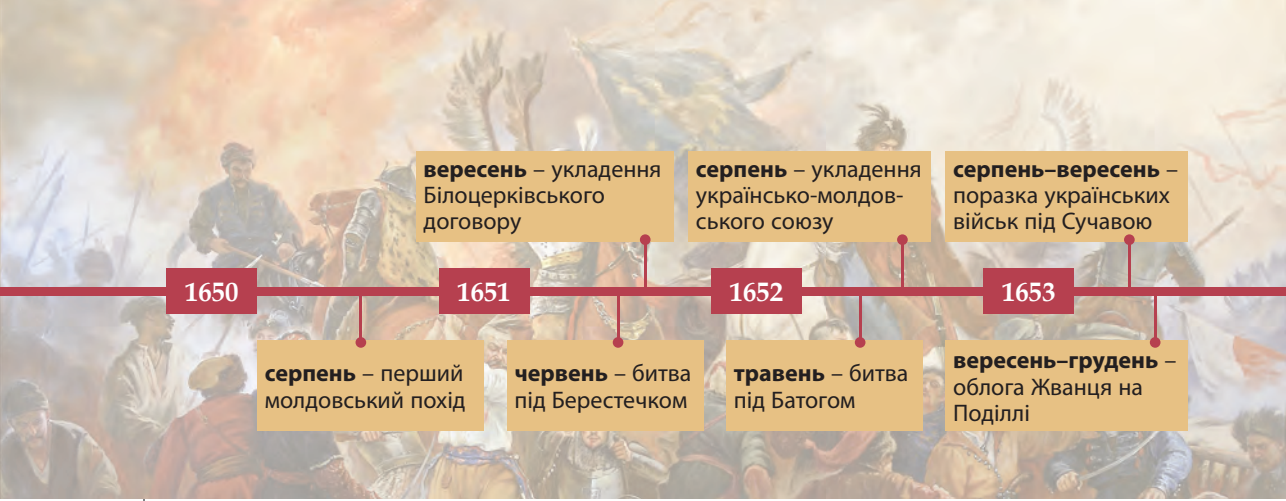 вересень – укладення
Білоцерківського
договору
серпень – укладення
українсько-молдов-
ського союзу
серпень–вересень –
поразка українських
військ під Сучавою
1650
1651
1652
1653
серпень – перший
молдовський похід
червень – битва
під Берестечком
травень – битва
під Батогом
вересень–грудень –
облога Жванця на
Поділлі